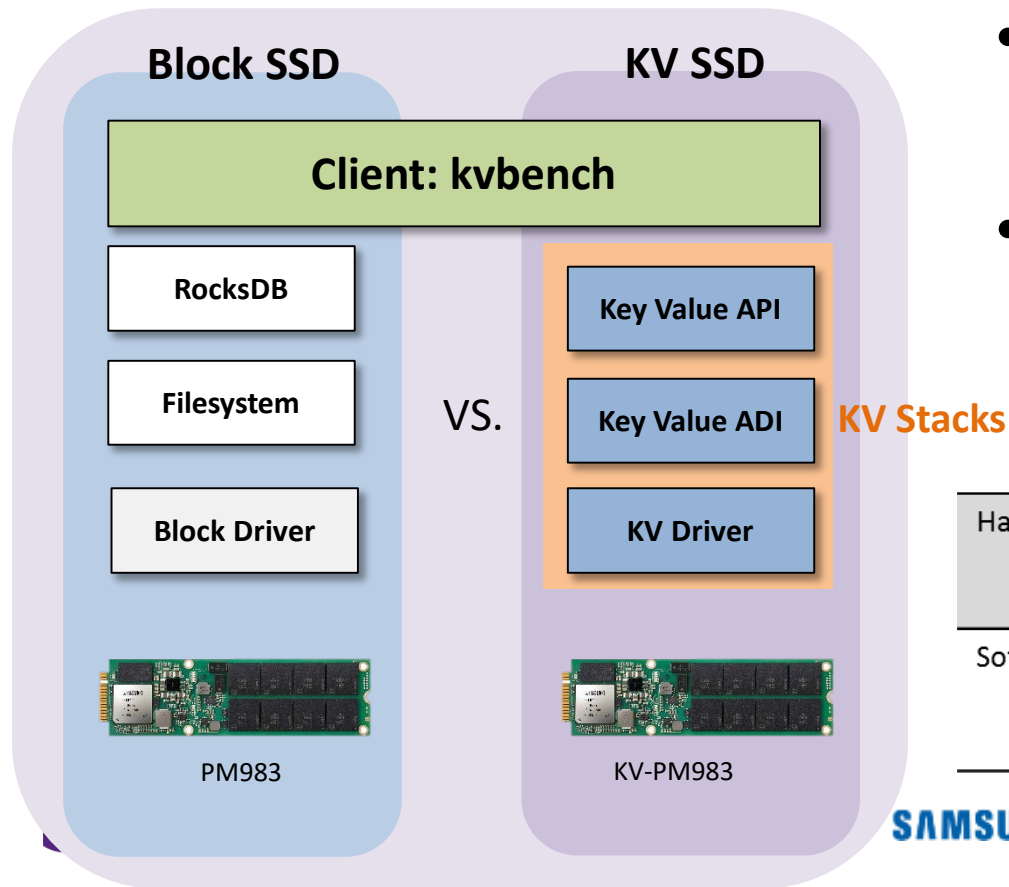 Block SSD
KV SSD
Client: kvbench
RocksDB
Filesystem
Block Driver
VS.
Key Value API
Key Value ADI
KV Driver
KV Stacks
PM983
KV-PM983